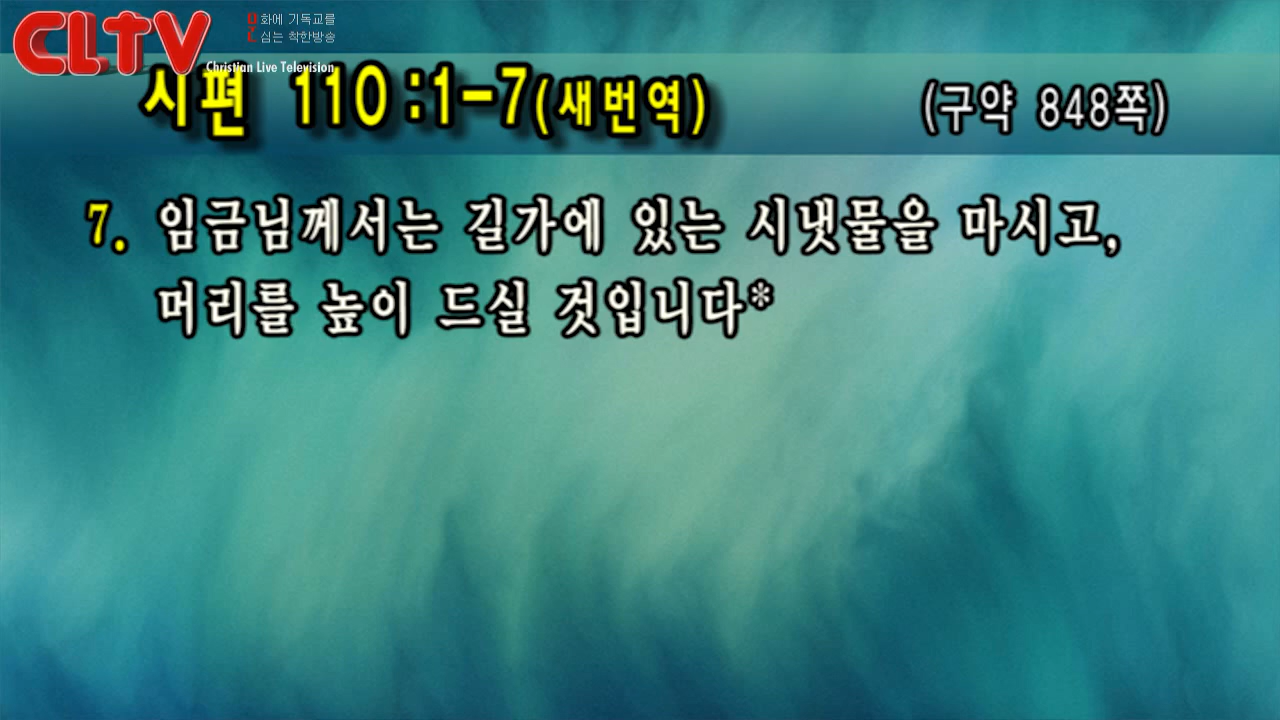 CLTV
문화에 기독교를
심는 착한방송
Christian Live Television
시편 110:1-7(새번역)
(구약 848쪽)
7. 임금님께서는 길가에 있는 시냇물을 마시고,
머리를 높이 드실 것입니다*